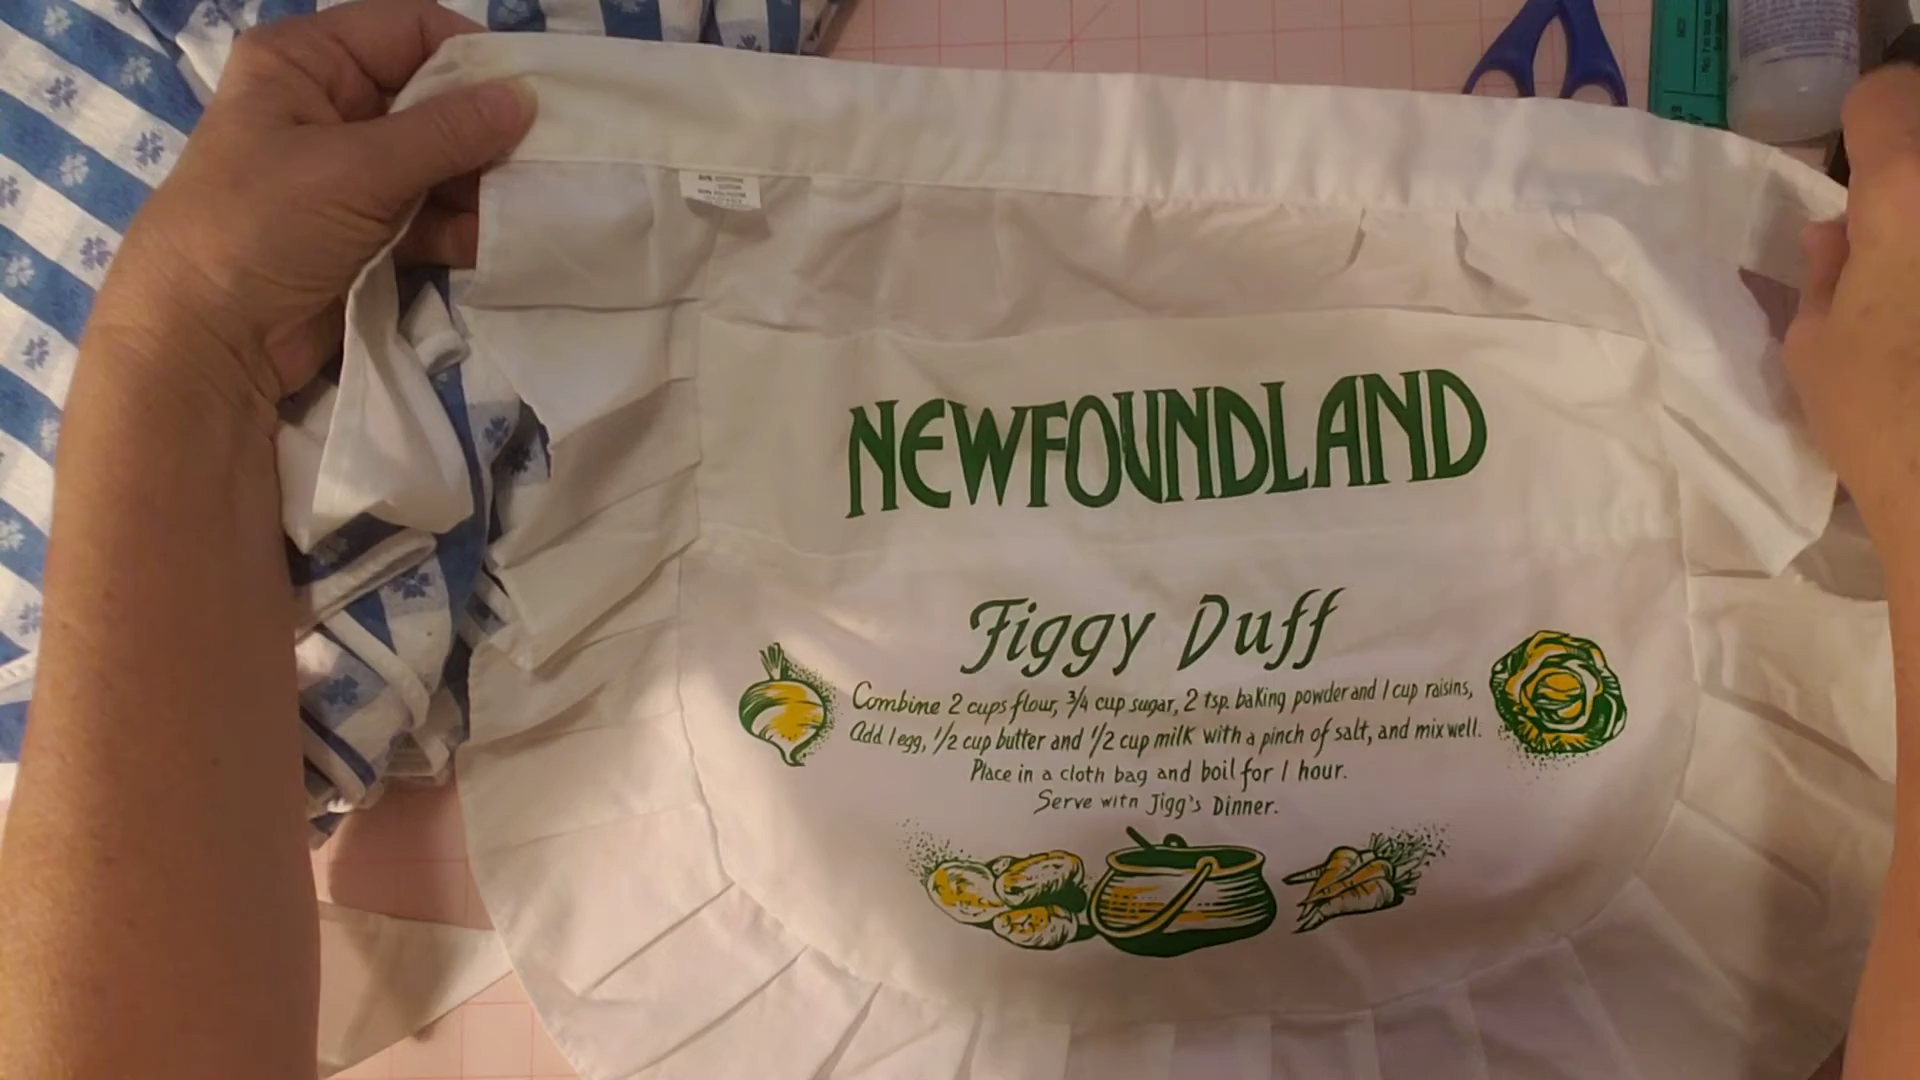 NEWFOUNDLAND
Figgy Duff
Combine 2 cups flour, 3/4 cup sugar, 2 tsp. baking powder and 1 cup raisins,
Add 1 egg, 1/2 cup butter and 1/2 cup milk with a pinch of salt, and mix well.
Place in a cloth bag and boil for 1 hour.
Serve with Jigg's Dinner.